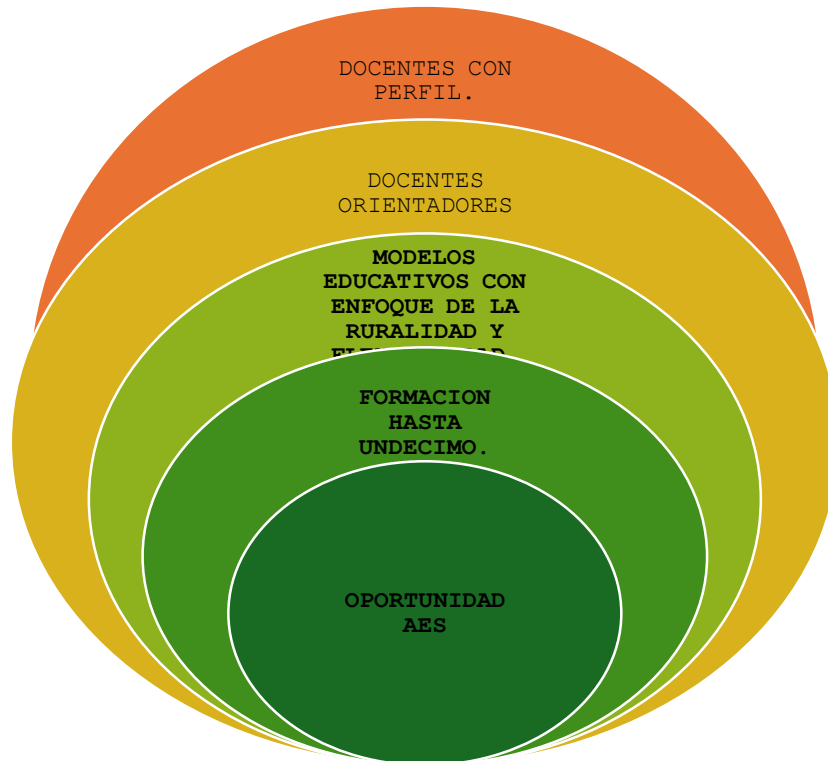 DOCENTES CON
PERFIL.
DOCENTES
ORIENTADORES
MODELOS
EDUCATIVOS CON
ENFOQUE DE LA
RURALIDAD Y
FORMACION
HASTA
UNDECIMO.
OPORTUNIDAD
AES